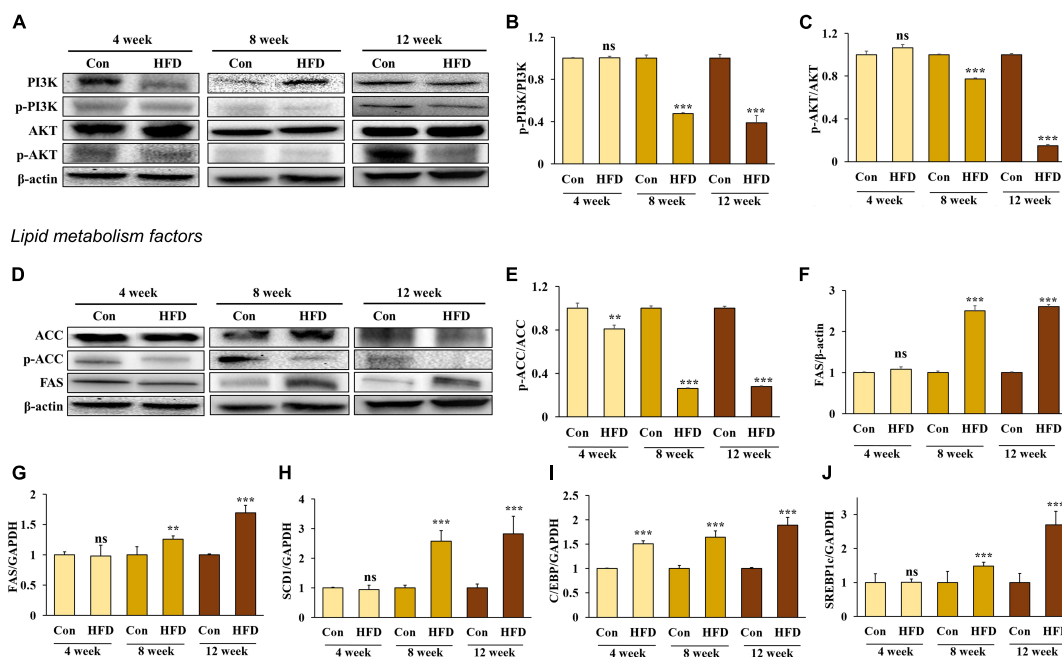 A
4 week 8 week 12 week
Con HFD Con HFD Con HFD
PI3K
p-PI3K
AKT
p-AKT
β-actin
B
p-PI3K/PI3K
1.6
1.2
0.8
0.4
0
ns
***
***
Con HFD Con HFD Con HFD
4 week 8 week 12 week
C
p-AKT/AKT
1.2
0.8
0.4
0
ns
***
***
Con HFD Con HFD Con HFD
4 week 8 week 12 week
Lipid metabolism factors
D
4 week 8 week 12 week
Con HFD Con HFD Con HFD
ACC
p-ACC
FAS
β-actin
E
p-ACC/ACC
1.2
0.8
0.4
0
**
***
***
Con HFD Con HFD Con HFD
4 week 8 week 12 week
F
FAS/β-actin
3
2
1
0
ns
***
***
Con HFD Con HFD Con HFD
4 week 8 week 12 week
G
FAS/GAPDH
2
1.5
1
0.5
0
ns
**
***
Con HFD Con HFD Con HFD
4 week 8 week 12 week
H
SCD1/GAPDH
4
3
2
1
0
ns
***
***
Con HFD Con HFD Con HFD
4 week 8 week 12 week
I
C/EBP/GAPDH
2.5
2
1.5
1
0.5
0
***
***
***
Con HFD Con HFD Con HFD
4 week 8 week 12 week
J
SREBP1c/GAPDH
3
2
1
0
ns
***
***
Con HFD Con HFD Con HFD
4 week 8 week 12 week